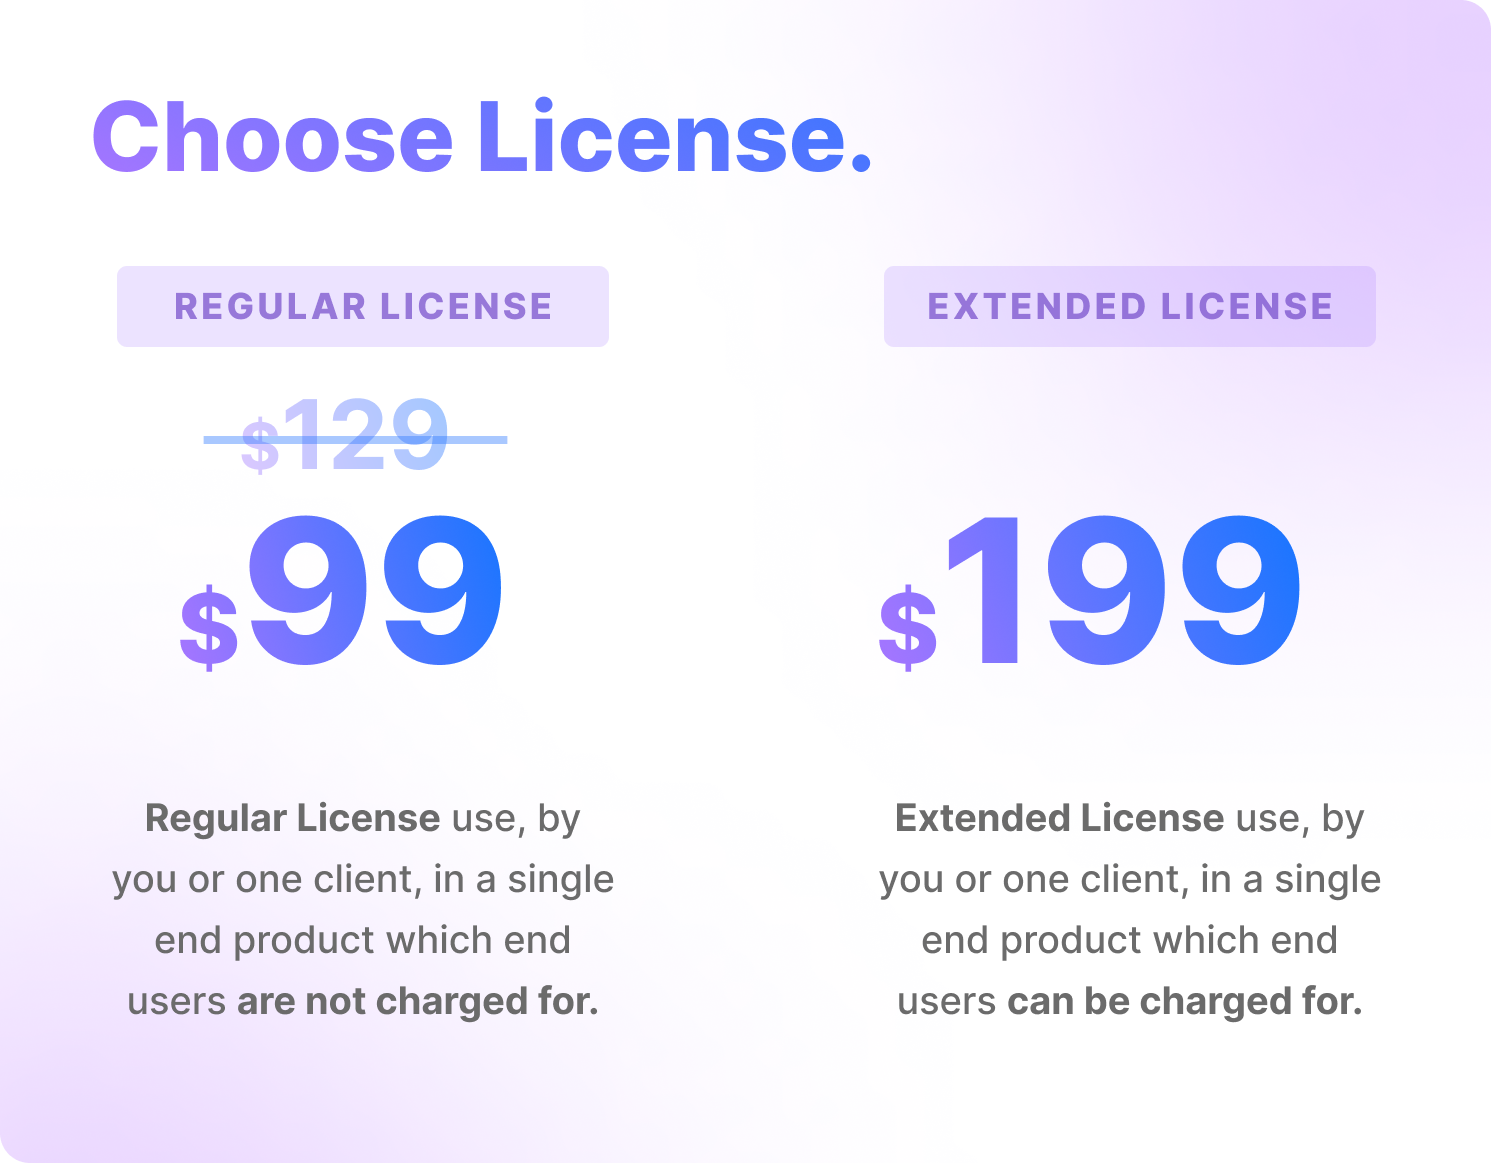 Choose License.
REGULAR LICENSE
$129
$99
Regular License use, by
you or one client, in a single
end product which end
users are not charged for.
EXTENDED LICENSE
$199
Extended License use, by
you or one client, in a single
end product which end
users can be charged for.